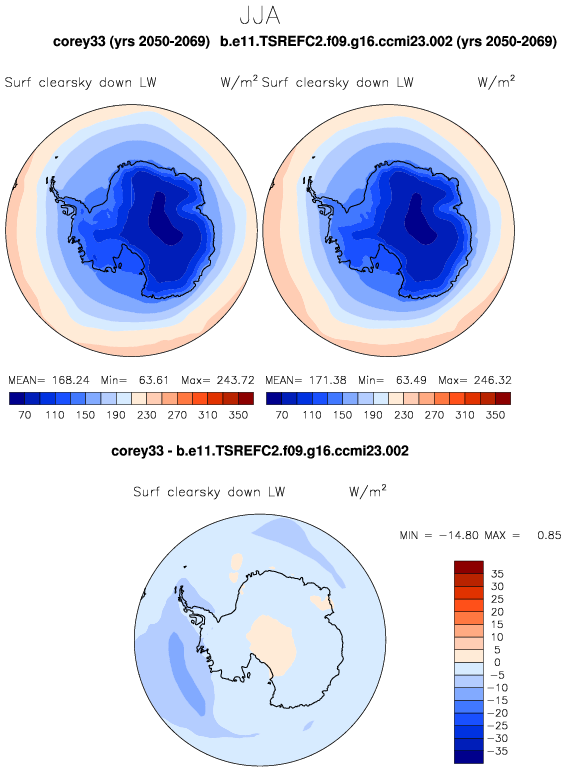 JJA
corey33 (yrs 2050-2069) b.e11.TSREFC2.f09.g16.ccmi23.002 (yrs 2050-2069)
Surf clearsky down LW W/m² Surf clearsky down LW W/m²
MEAN= 168.24 Min= 63.61 Max= 243.72 MEAN= 171.38 Min= 63.49 Max= 246.32
70 110 150 190 230 270 310 350 70 110 150 190 230 270 310 350
corey33 - b.e11.TSREFC2.f09.g16.ccmi23.002
Surf clearsky down LW W/m²
MIN = −14.80 MAX = 0.85
35
30
25
20
15
10
5
0
−5
−10
−15
−20
−25
−30
−35